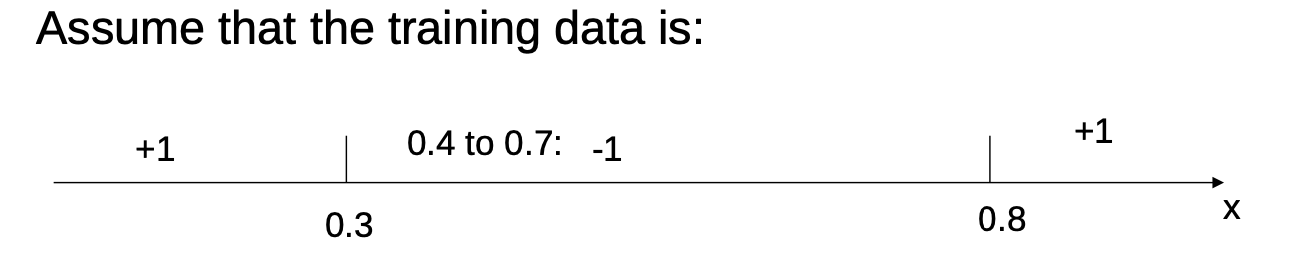 Assume that the training data is:
+1 0.4 to 0.7: -1 +1
0.3 0.8 x